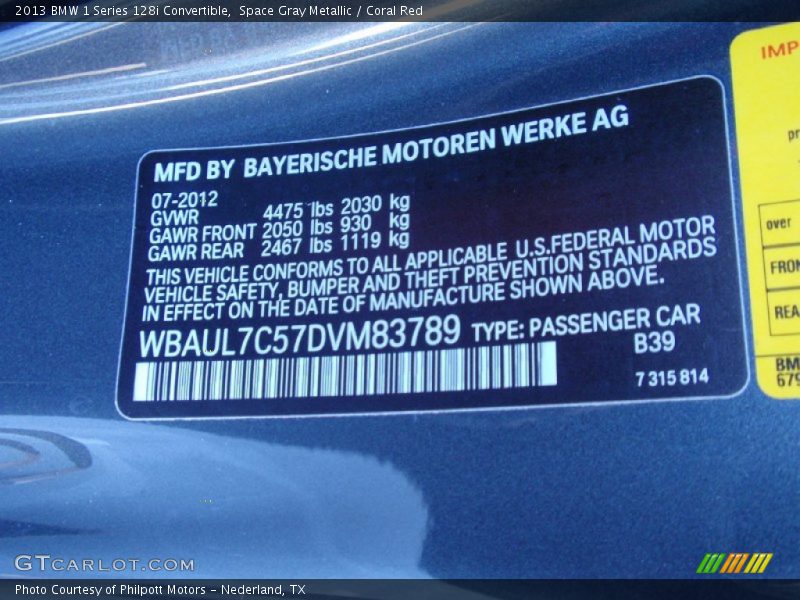 2013 BMW 1 Series 128i Convertible, Space Gray Metallic / Coral Red
MFD BY BAYERISCHE MOTOREN WERKE AG
07-2012
GVWR 4475 lbs 2030 kg
GAWR FRONT 2050 lbs 930 kg
GAWR REAR 2467 lbs 1119 kg
THIS VEHICLE CONFORMS TO ALL APPLICABLE U.S.FEDERAL MOTOR
VEHICLE SAFETY, BUMPER AND THEFT PREVENTION STANDARDS
IN EFFECT ON THE DATE OF MANUFACTURE SHOWN ABOVE.
WBAUL7C57DVM83789 TYPE: PASSENGER CAR
B39
7 315 814
IMP
pr
over
FRON
REA
BM
679
GTCARLOT.COM
Photo Courtesy of Philpott Motors - Nederland, TX